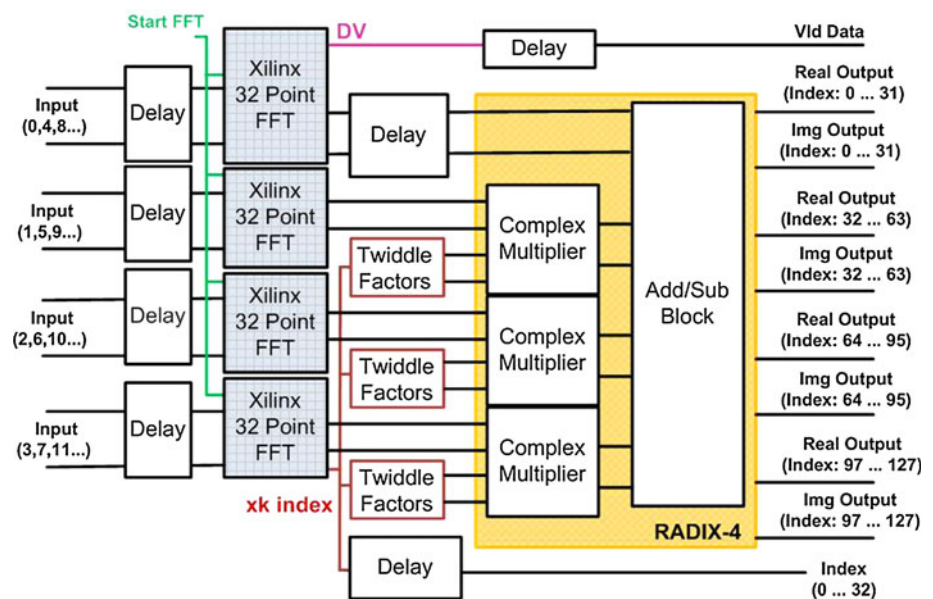 Start FFT
DV
Vld Data
Delay
Xilinx
32 Point
FFT
Input
(0,4,8...)
Delay
Delay
Real Output
(Index: 0 ... 31)
Img Output
(Index: 0 ... 31)
Input
(1,5,9...)
Delay
Xilinx
32 Point
FFT
Complex
Multiplier
Real Output
(Index: 32 ... 63)
Img Output
(Index: 32 ... 63)
Twiddle
Factors
Add/Sub
Block
Input
(2,6,10...)
Delay
Xilinx
32 Point
FFT
Complex
Multiplier
Real Output
(Index: 64 ... 95)
Img Output
(Index: 64 ... 95)
Twiddle
Factors
Input
(3,7,11...)
Delay
Xilinx
32 Point
FFT
Complex
Multiplier
Real Output
(Index: 97 ... 127)
Img Output
(Index: 97 ... 127)
Twiddle
Factors
xk index
RADIX-4
Delay
Index
(0 ... 32)